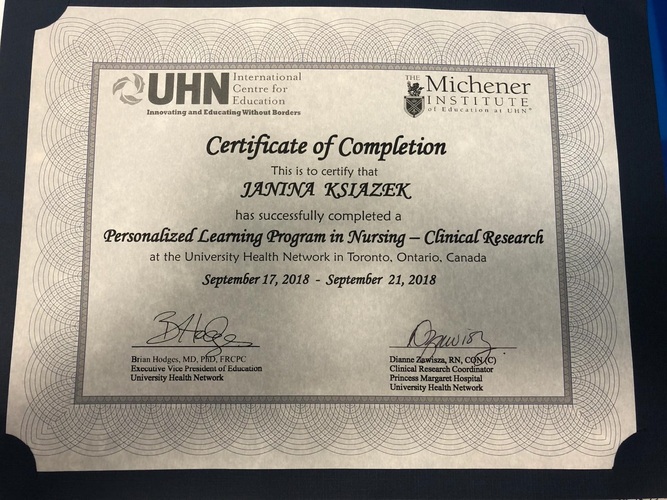 UHN International
Centre for
Education
Innovating and Educating Without Borders
THE Michener
INSTITUTE
of Education at UHN
Certificate of Completion
This is to certify that
JANINA KSIAZEK
has successfully completed a
Personalized Learning Program in Nursing – Clinical Research
at the University Health Network in Toronto, Ontario, Canada
September 17, 2018 - September 21, 2018
BHodges
Brian Hodges, MD, PhD, FRCPC
Executive Vice President of Education
University Health Network
DZawisz
Dianne Zawisza, RN, CON (C)
Clinical Research Coordinator
Princess Margaret Hospital
University Health Network